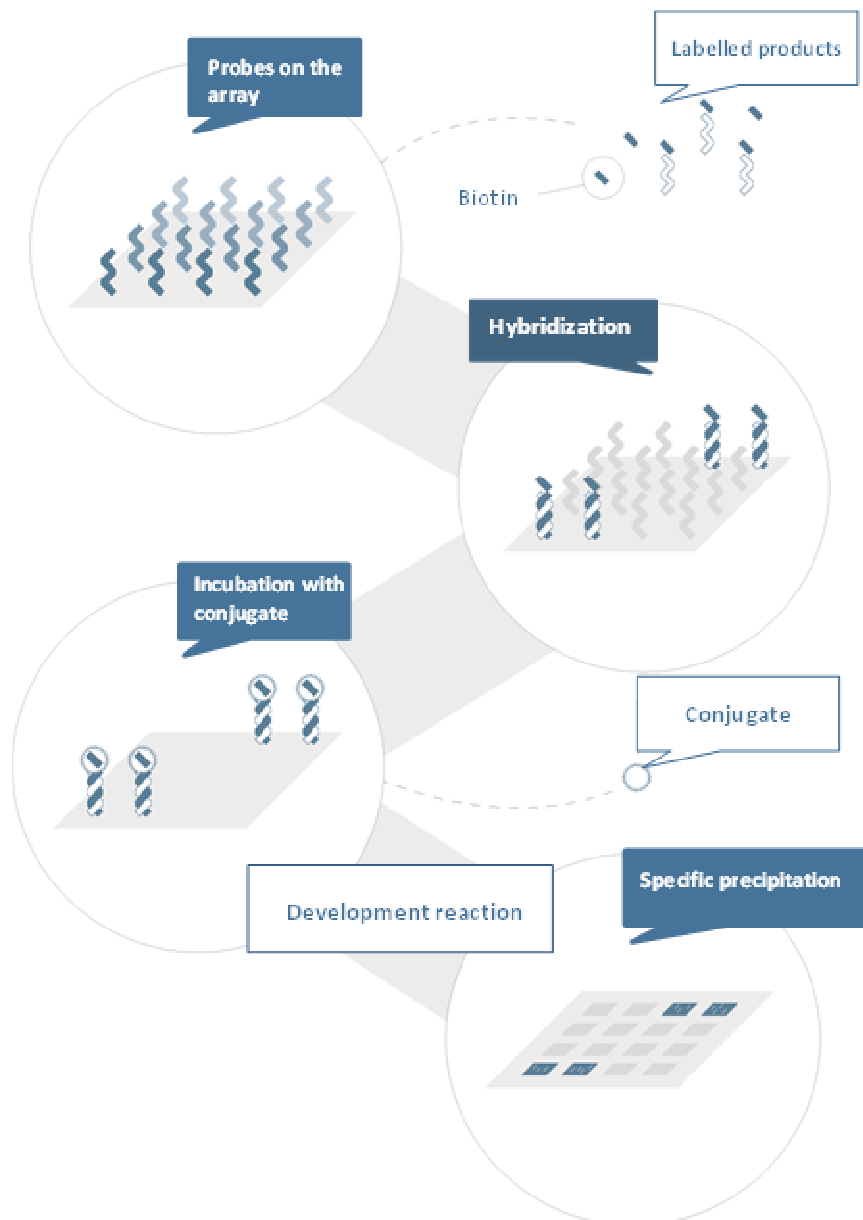 Probes on the
array
Labelled products
Biotin
Hybridization
Incubation with
conjugate
Conjugate
Development reaction
Specific precipitation